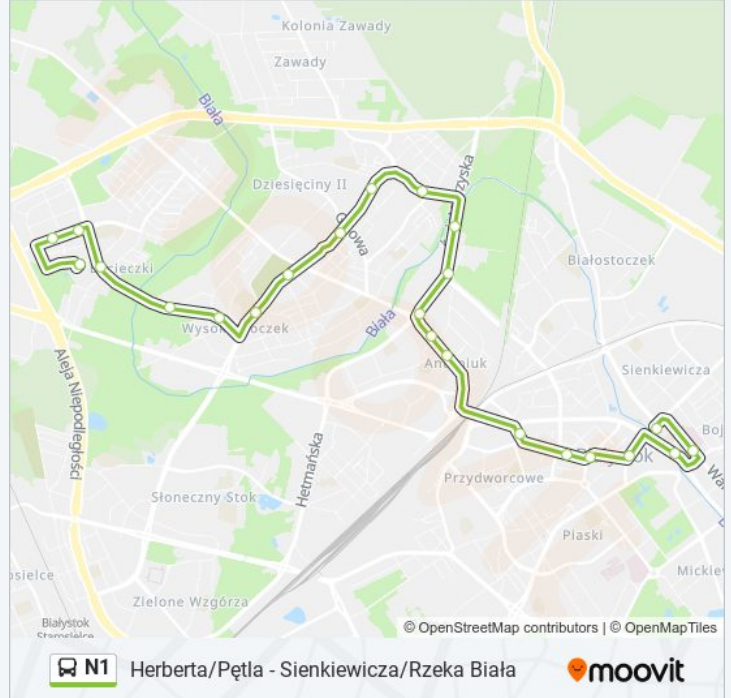 Kolonia Zawady
Zawady
Biała
Dziesięciny II
Białostoczek
Biała
Sienkiewicza
Aleja Niepodległości
Hetmańska
Przydworcowe
Słoneczny Stok
Piaski
Zielone Wzgórza
Białystok
Starosielce
© OpenStreetMap contributors | © OpenMapTiles
N1 Herberta/Pętla - Sienkiewicza/Rzeka Biała
moovit